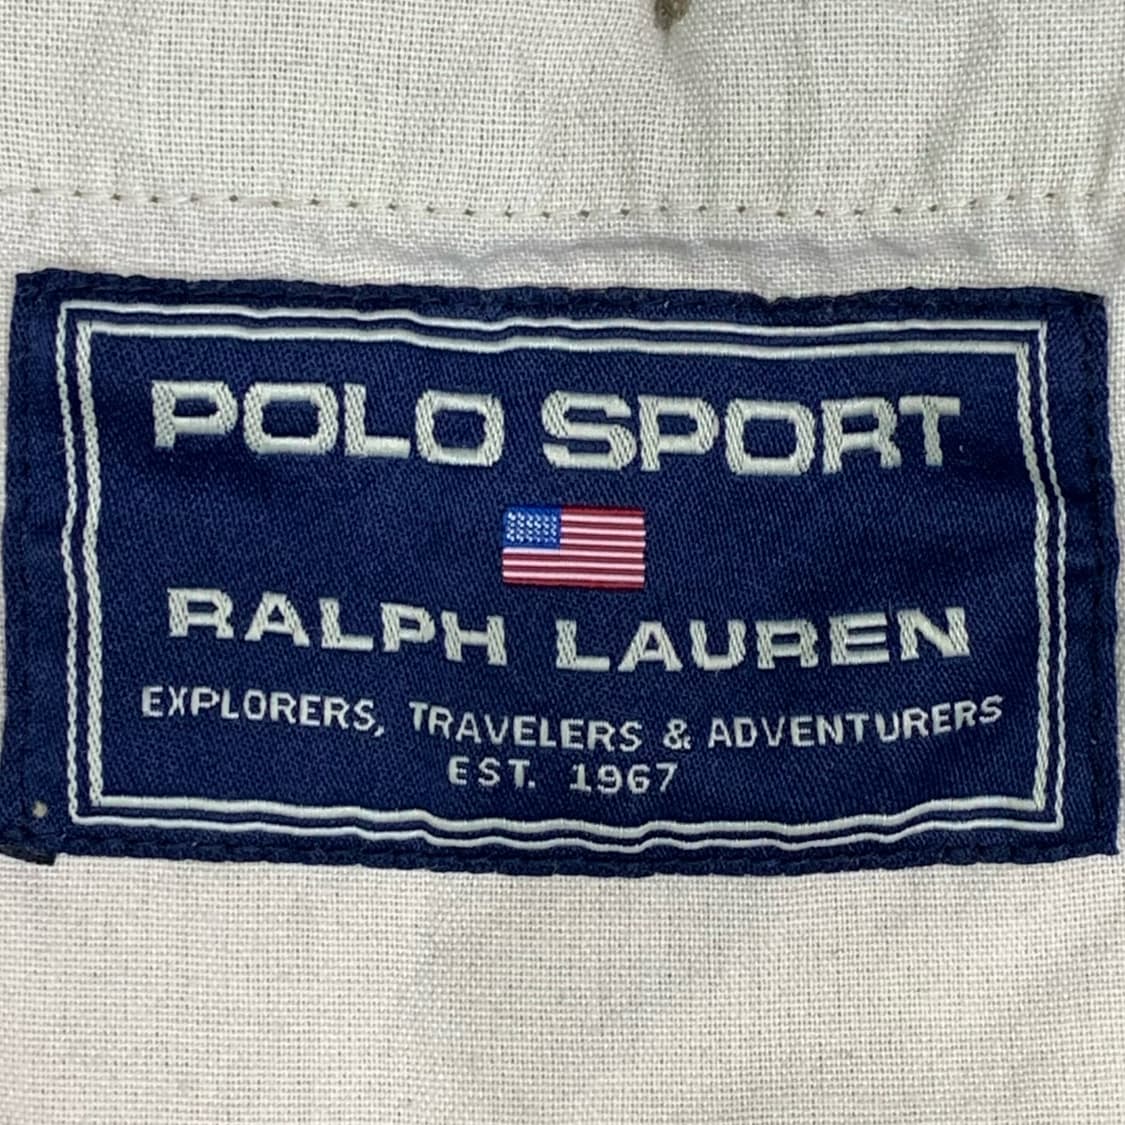 POLO SPORT
RALPH LAUREN
EXPLORERS, TRAVELERS & ADVENTURERS
EST. 1967